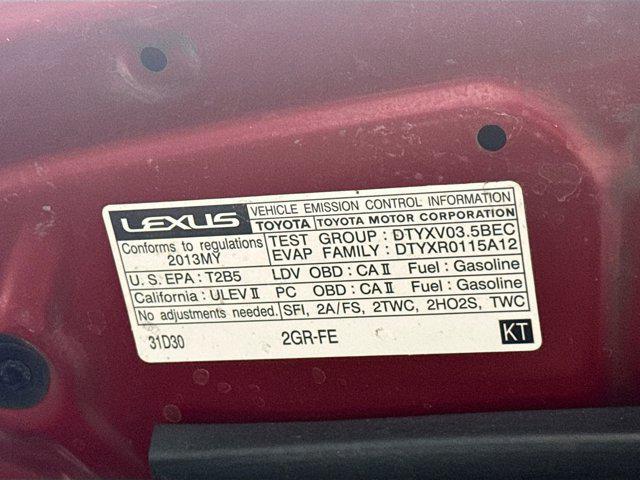 LEXUS VEHICLE EMISSION CONTROL INFORMATION
TOYOTA TOYOTA MOTOR CORPORATION
Conforms to regulations
2013MY
TEST GROUP : DTYXV03.5BEC
EVAP FAMILY : DTYXR0115A12
U.S. EPA : T2B5 LDV OBD : CA II Fuel : Gasoline
California : ULEV II PC OBD : CA II Fuel : Gasoline
No adjustments needed. SFI, 2A/FS, 2TWC, 2HO2S, TWC
31D30 2GR-FE KT